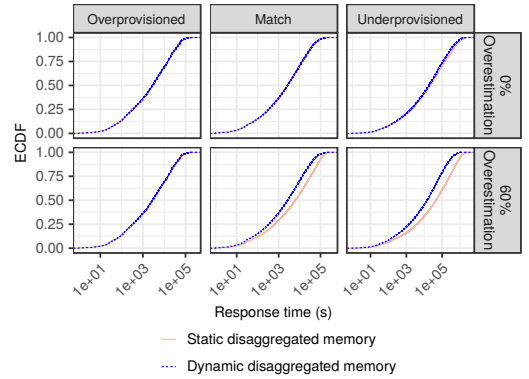 Overprovisioned Match Underprovisioned
1.00
0.75
0.50
0.25
0.00
0%
Overestimation
1.00
0.75
0.50
0.25
0.00
60%
Overestimation
ECDF
1e+01 1e+03 1e+05 1e+01 1e+03 1e+05 1e+01 1e+03 1e+05
Response time (s)
Static disaggregated memory
Dynamic disaggregated memory